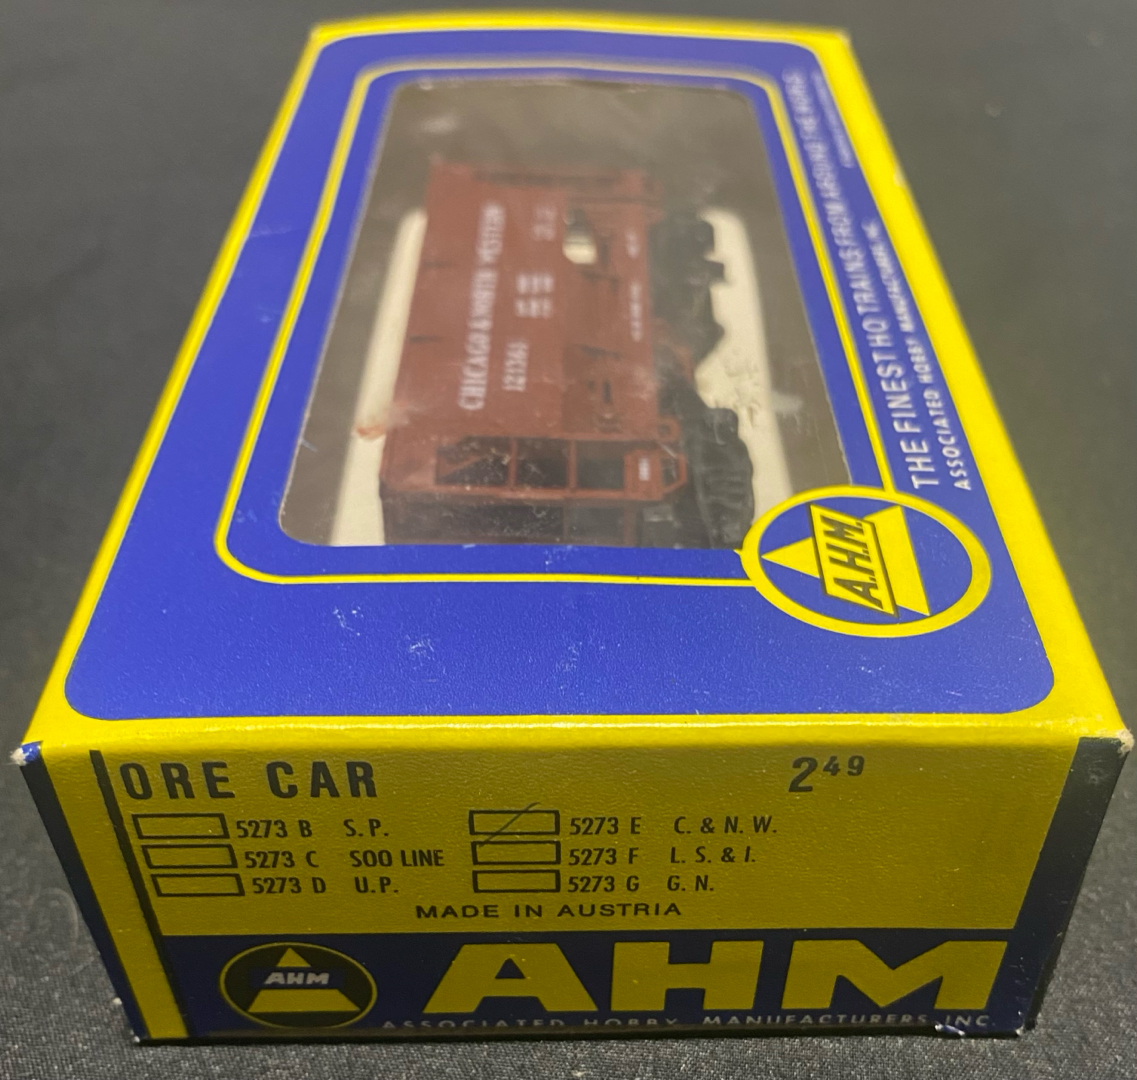 THE FINEST HO TRAINS FROM AROUND THE WORLD
ASSOCIATED HOBBY MANUFACTURERS, INC.
CHICAGO & NORTH WESTERN
121361
A.H.M.
ORE CAR
2⁴⁹
5273 B S.P.
5273 C SOO LINE
5273 D U.P.
5273 E C. & N. W.
5273 F L. S. & I.
5273 G G. N.
MADE IN AUSTRIA
AHM
AHM
ASSOCIATED HOBBY MANUFACTURERS, INC.